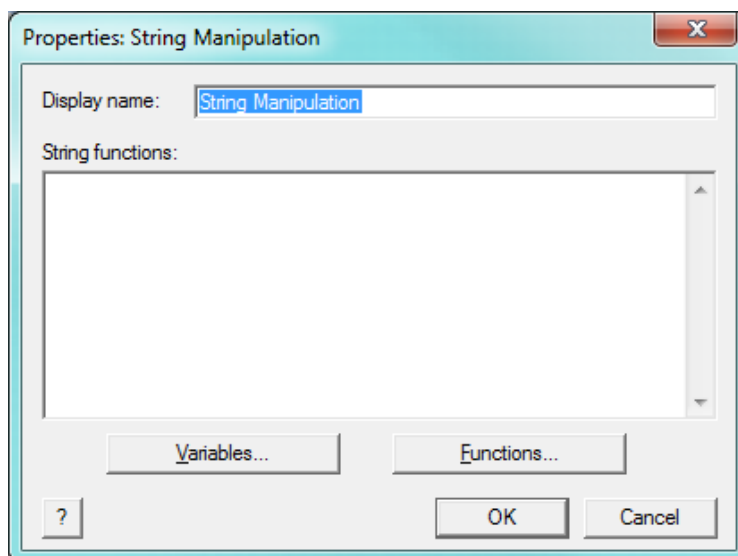 Properties: String Manipulation
Display name: String Manipulation
String functions:
Variables... Functions...
? OK Cancel